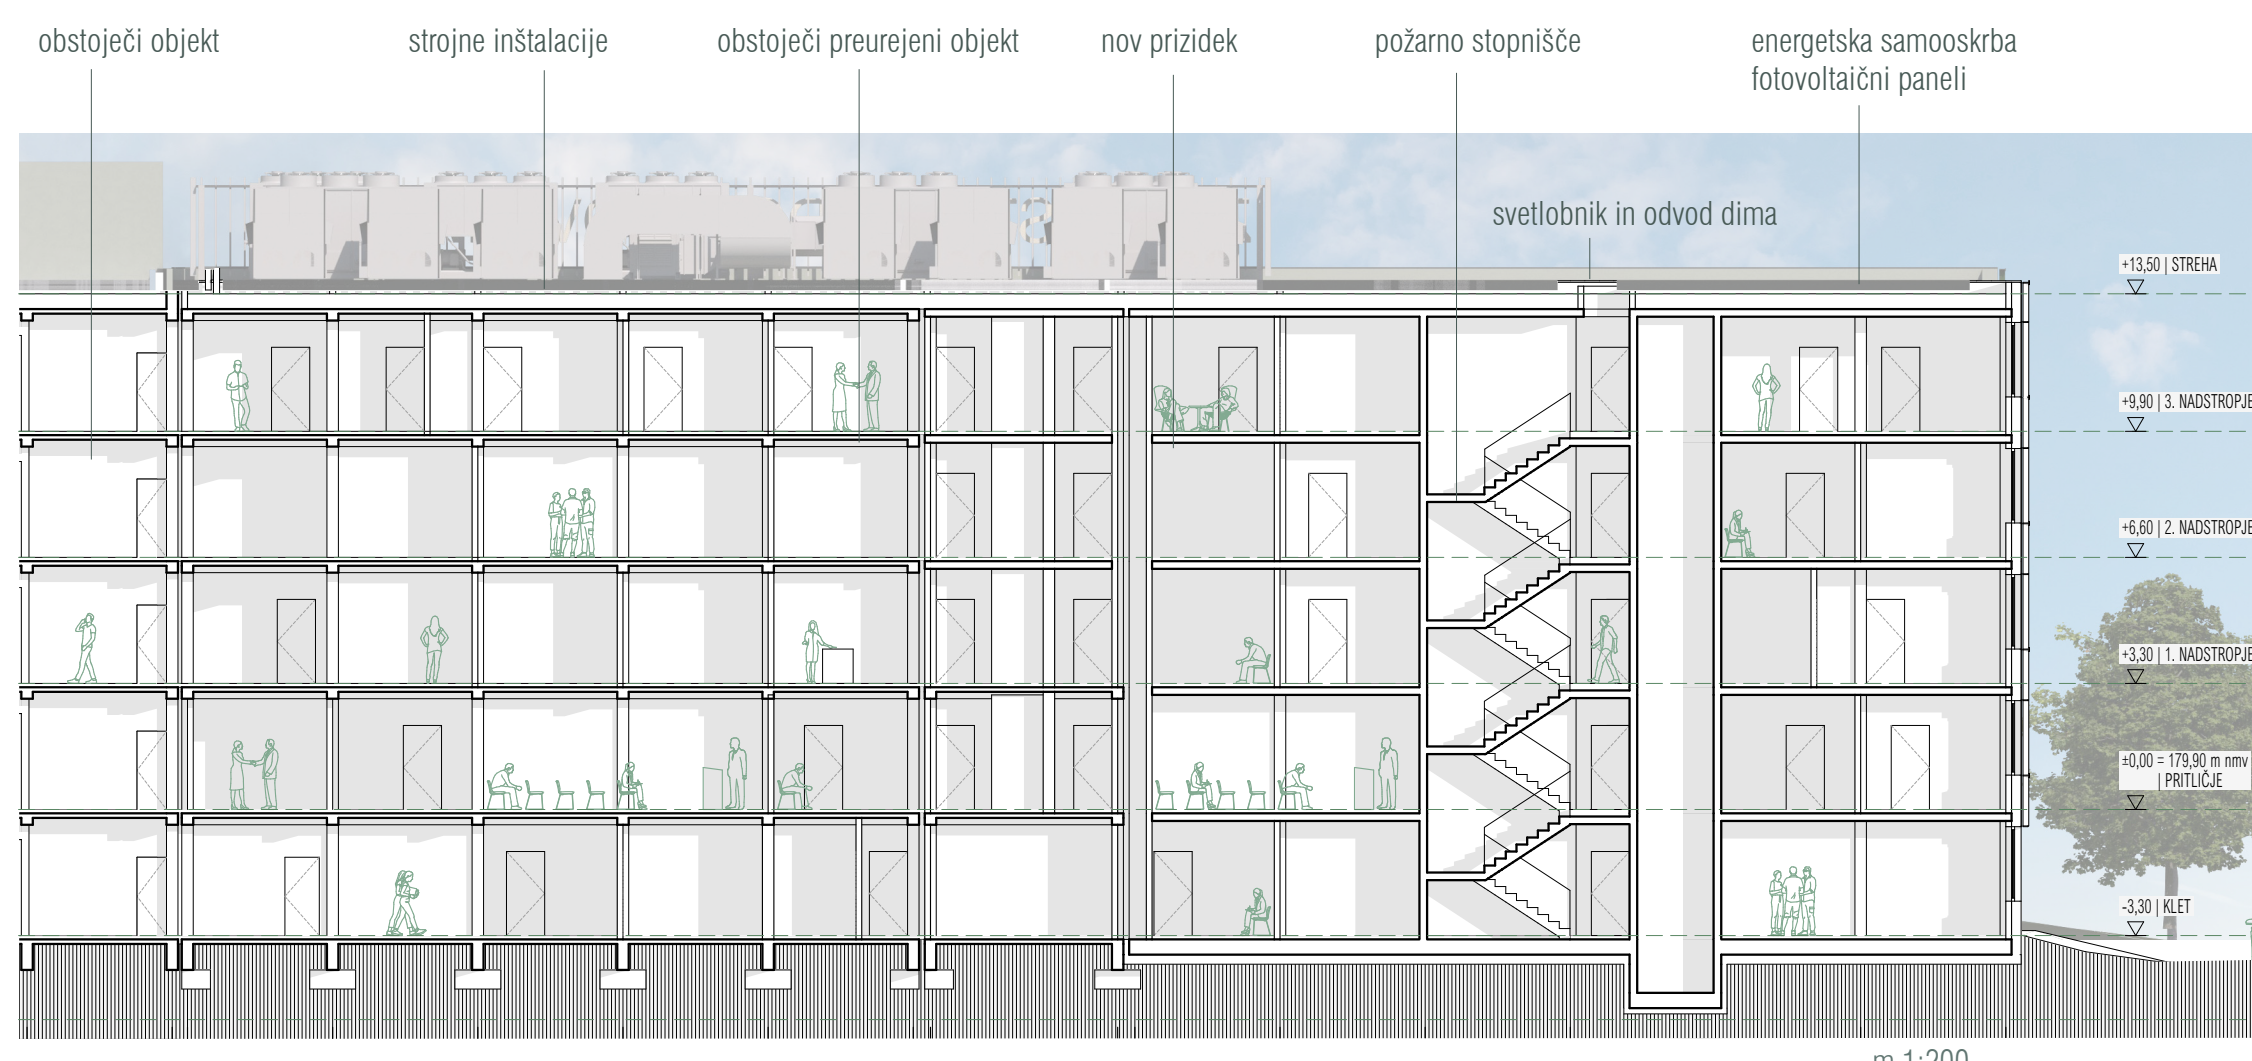 obstoječi objekt
strojne inštalacije
obstoječi preurejeni objekt
nov prizidek
požarno stopnišče
energetska samooskrba
fotovoltaični paneli
svetlobnik in odvod dima
+13,50 | STREHA
+9,90 | 3. NADSTROPJE
+6,60 | 2. NADSTROPJE
+3,30 | 1. NADSTROPJE
±0,00 = 179,90 m nmv
| PRITLIČJE
-3,30 | KLET
m 1:200